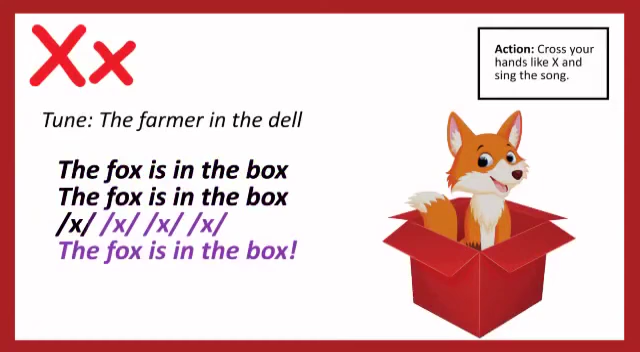 Xx
Action: Cross your
hands like X and
sing the song.
Tune: The farmer in the dell
The fox is in the box
The fox is in the box
/x/ /x/ /x/ /x/
The fox is in the box!